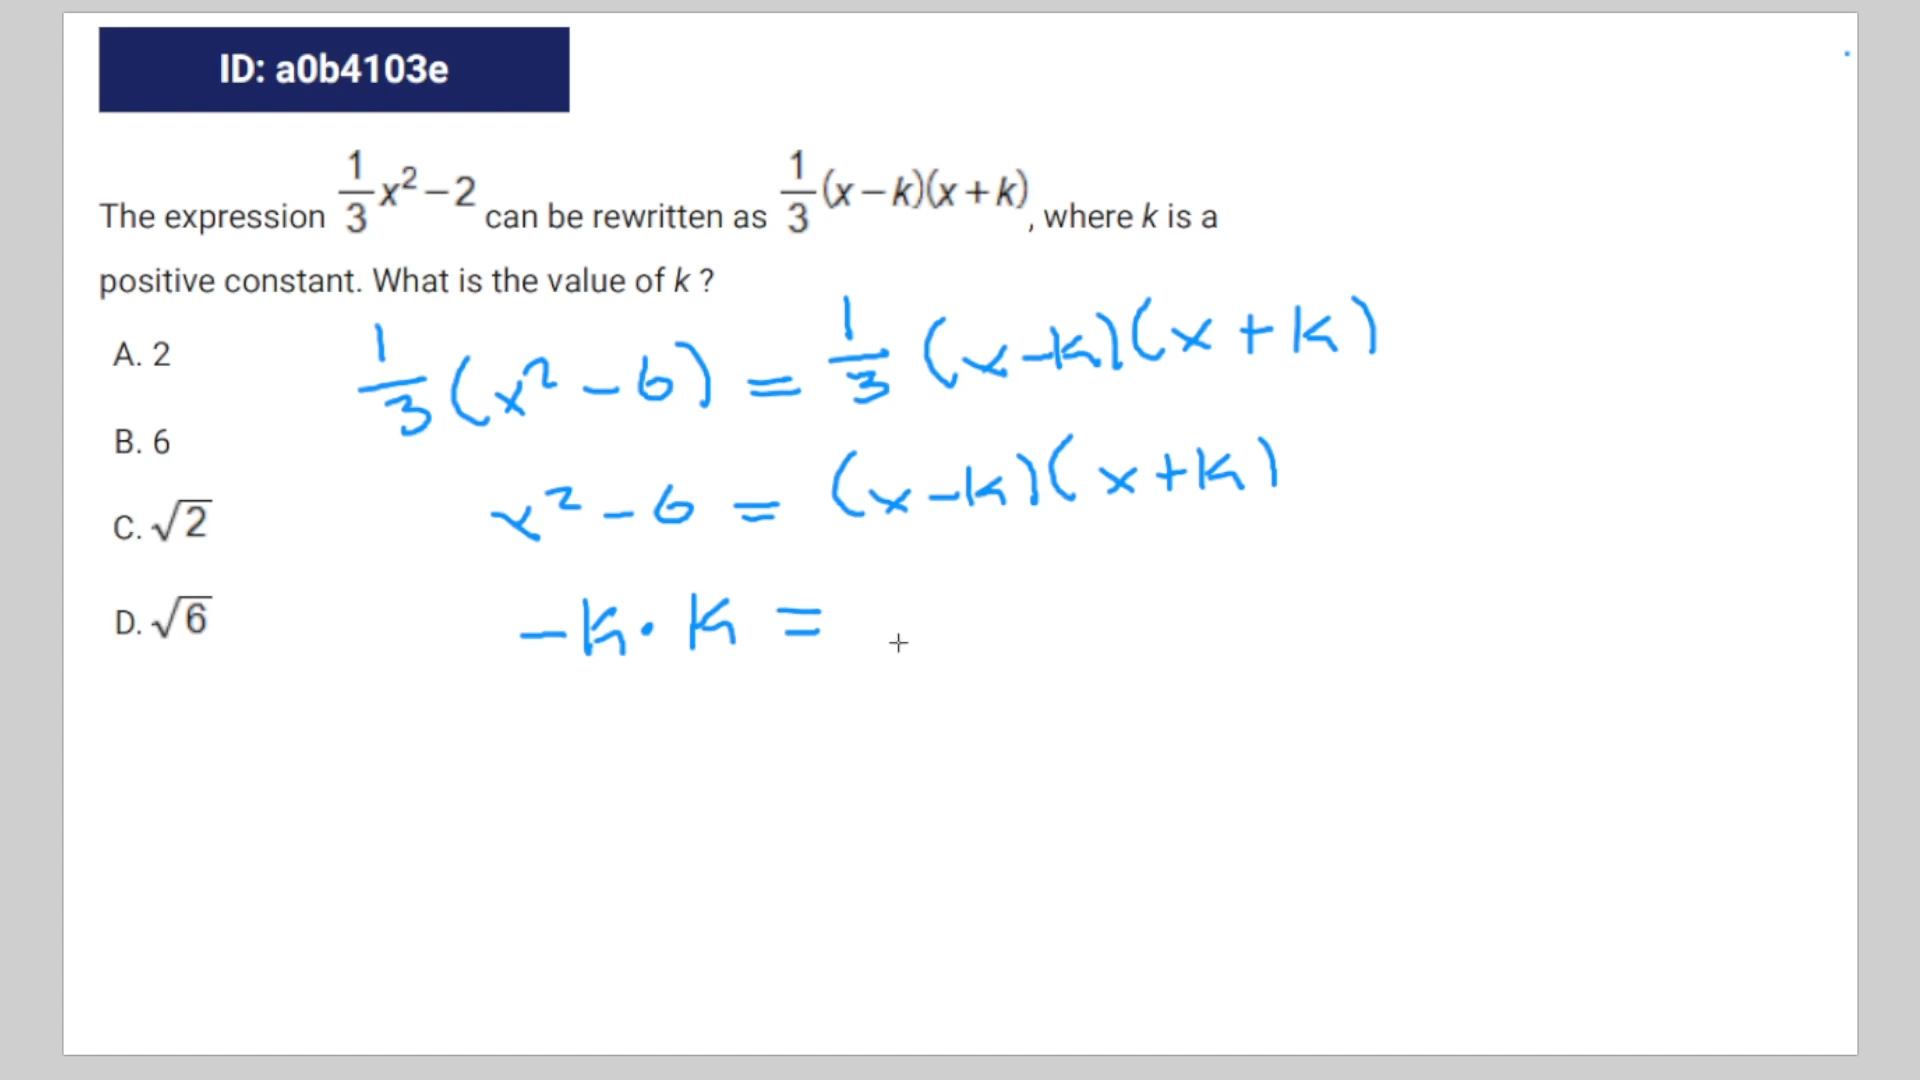 ID: a0b4103e
The expression 1/3 x² – 2 can be rewritten as 1/3 (x – k)(x + k), where k is a
positive constant. What is the value of k ?
A. 2
B. 6
C. √2
D. √6
1/3 (x² – 6) = 1/3 (x – k)(x + k)
x² – 6 = (x – k)(x + k)
– k · k =